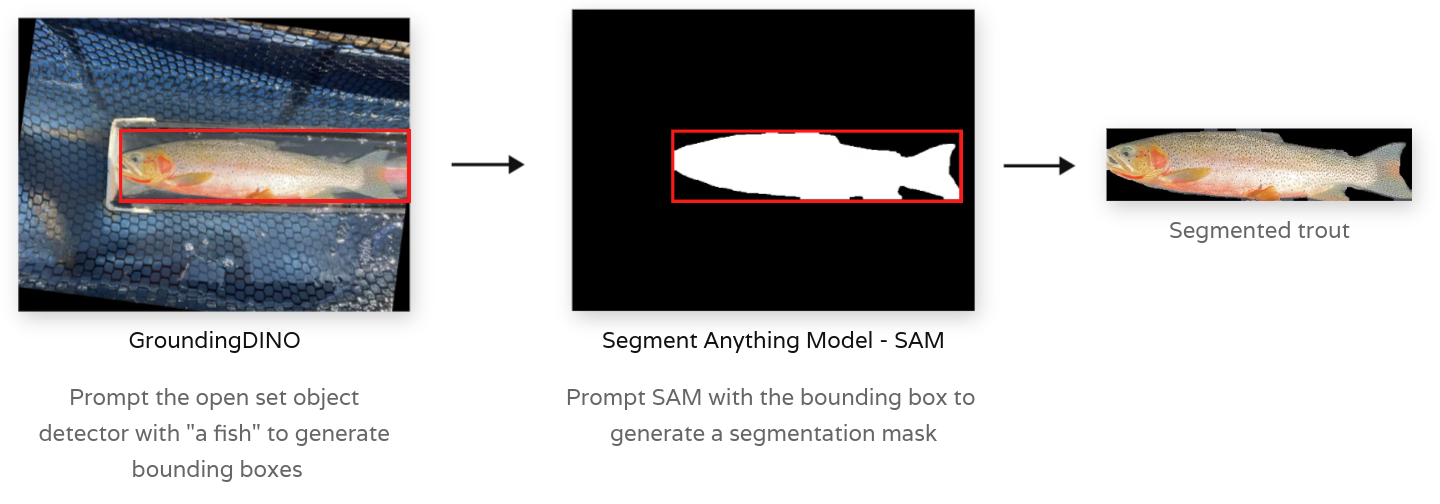 GroundingDINO
Prompt the open set object
detector with "a fish" to generate
bounding boxes
Segment Anything Model - SAM
Prompt SAM with the bounding box to
generate a segmentation mask
Segmented trout